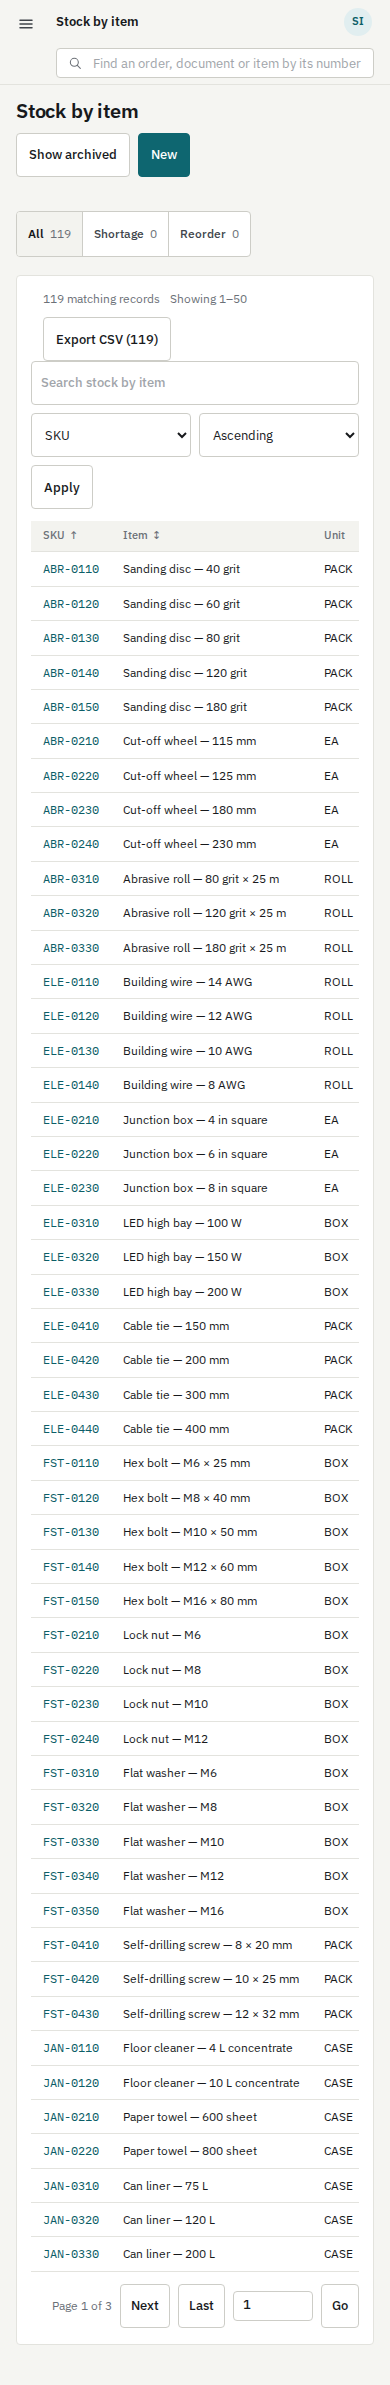 Stock by item
SI
Find an order, document or item by its number
Stock by item
Show archived
New
All 119
Shortage 0
Reorder 0
119 matching records Showing 1–50
Export CSV (119)
Search stock by item
SKU
Ascending
Apply
SKU ↑ Item ↕ Unit
ABR-0110 Sanding disc — 40 grit PACK
ABR-0120 Sanding disc — 60 grit PACK
ABR-0130 Sanding disc — 80 grit PACK
ABR-0140 Sanding disc — 120 grit PACK
ABR-0150 Sanding disc — 180 grit PACK
ABR-0210 Cut-off wheel — 115 mm EA
ABR-0220 Cut-off wheel — 125 mm EA
ABR-0230 Cut-off wheel — 180 mm EA
ABR-0240 Cut-off wheel — 230 mm EA
ABR-0310 Abrasive roll — 80 grit × 25 m ROLL
ABR-0320 Abrasive roll — 120 grit × 25 m ROLL
ABR-0330 Abrasive roll — 180 grit × 25 m ROLL
ELE-0110 Building wire — 14 AWG ROLL
ELE-0120 Building wire — 12 AWG ROLL
ELE-0130 Building wire — 10 AWG ROLL
ELE-0140 Building wire — 8 AWG ROLL
ELE-0210 Junction box — 4 in square EA
ELE-0220 Junction box — 6 in square EA
ELE-0230 Junction box — 8 in square EA
ELE-0310 LED high bay — 100 W BOX
ELE-0320 LED high bay — 150 W BOX
ELE-0330 LED high bay — 200 W BOX
ELE-0410 Cable tie — 150 mm PACK
ELE-0420 Cable tie — 200 mm PACK
ELE-0430 Cable tie — 300 mm PACK
ELE-0440 Cable tie — 400 mm PACK
FST-0110 Hex bolt — M6 × 25 mm BOX
FST-0120 Hex bolt — M8 × 40 mm BOX
FST-0130 Hex bolt — M10 × 50 mm BOX
FST-0140 Hex bolt — M12 × 60 mm BOX
FST-0150 Hex bolt — M16 × 80 mm BOX
FST-0210 Lock nut — M6 BOX
FST-0220 Lock nut — M8 BOX
FST-0230 Lock nut — M10 BOX
FST-0240 Lock nut — M12 BOX
FST-0310 Flat washer — M6 BOX
FST-0320 Flat washer — M8 BOX
FST-0330 Flat washer — M10 BOX
FST-0340 Flat washer — M12 BOX
FST-0350 Flat washer — M16 BOX
FST-0410 Self-drilling screw — 8 × 20 mm PACK
FST-0420 Self-drilling screw — 10 × 25 mm PACK
FST-0430 Self-drilling screw — 12 × 32 mm PACK
JAN-0110 Floor cleaner — 4 L concentrate CASE
JAN-0120 Floor cleaner — 10 L concentrate CASE
JAN-0210 Paper towel — 600 sheet CASE
JAN-0220 Paper towel — 800 sheet CASE
JAN-0310 Can liner — 75 L CASE
JAN-0320 Can liner — 120 L CASE
JAN-0330 Can liner — 200 L CASE
Page 1 of 3 Next Last 1 Go